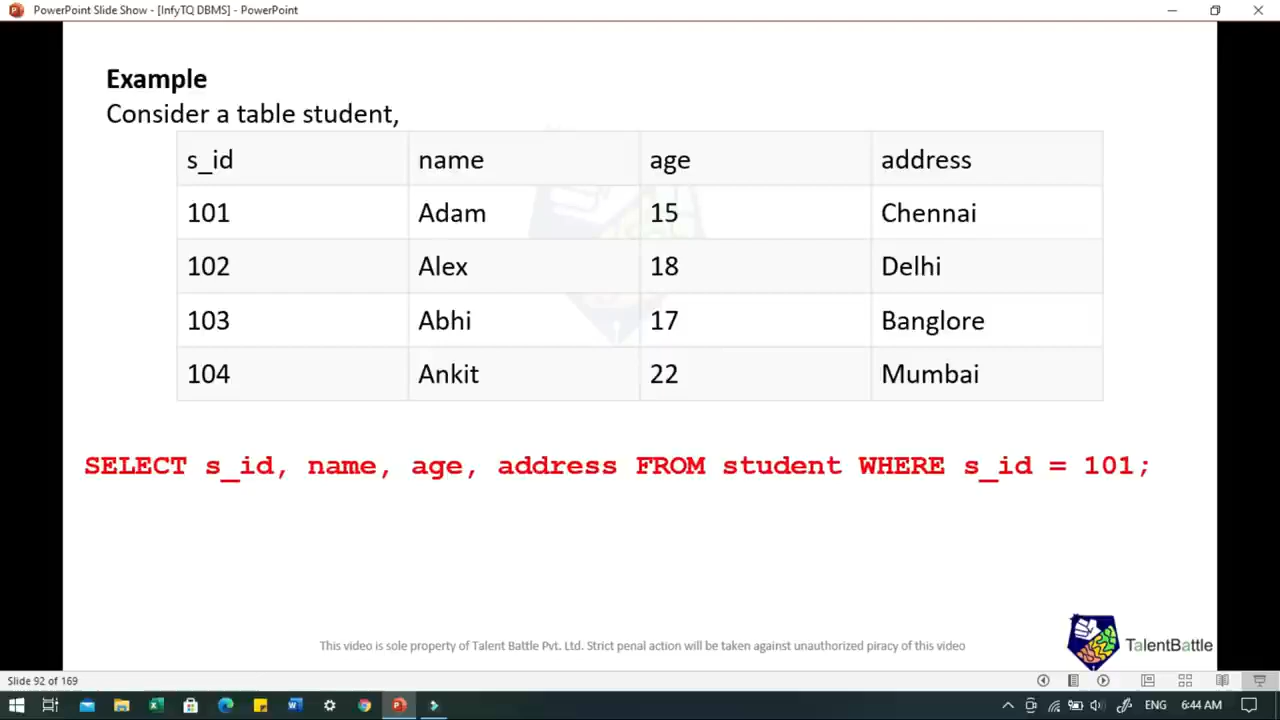 PowerPoint Slide Show - [InfyTQ DBMS] - PowerPoint
Example
Consider a table student,
s_id name age address
101 Adam 15 Chennai
102 Alex 18 Delhi
103 Abhi 17 Banglore
104 Ankit 22 Mumbai
SELECT s_id, name, age, address FROM student WHERE s_id = 101;
This video is sole property of Talent Battle Pvt. Ltd. Strict penal action will be taken against unauthorized piracy of this video
TalentBattle
Slide 92 of 169
ENG 6:44 AM